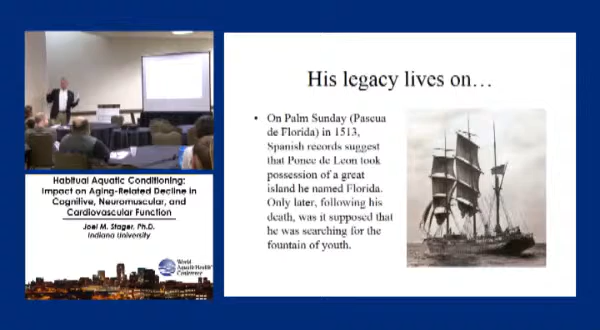 His legacy lives on…
• On Palm Sunday (Pascua
de Florida) in 1513,
Spanish records suggest
that Ponce de Leon took
possession of a great
island he named Florida.
Only later, following his
death, was it supposed that
he was searching for the
fountain of youth.
Habitual Aquatic Conditioning:
Impact on Aging-Related Decline in
Cognitive, Neuromuscular, and
Cardiovascular Function
Joel M. Stager, Ph.D.
Indiana University
World
Aquatic Health
Conference